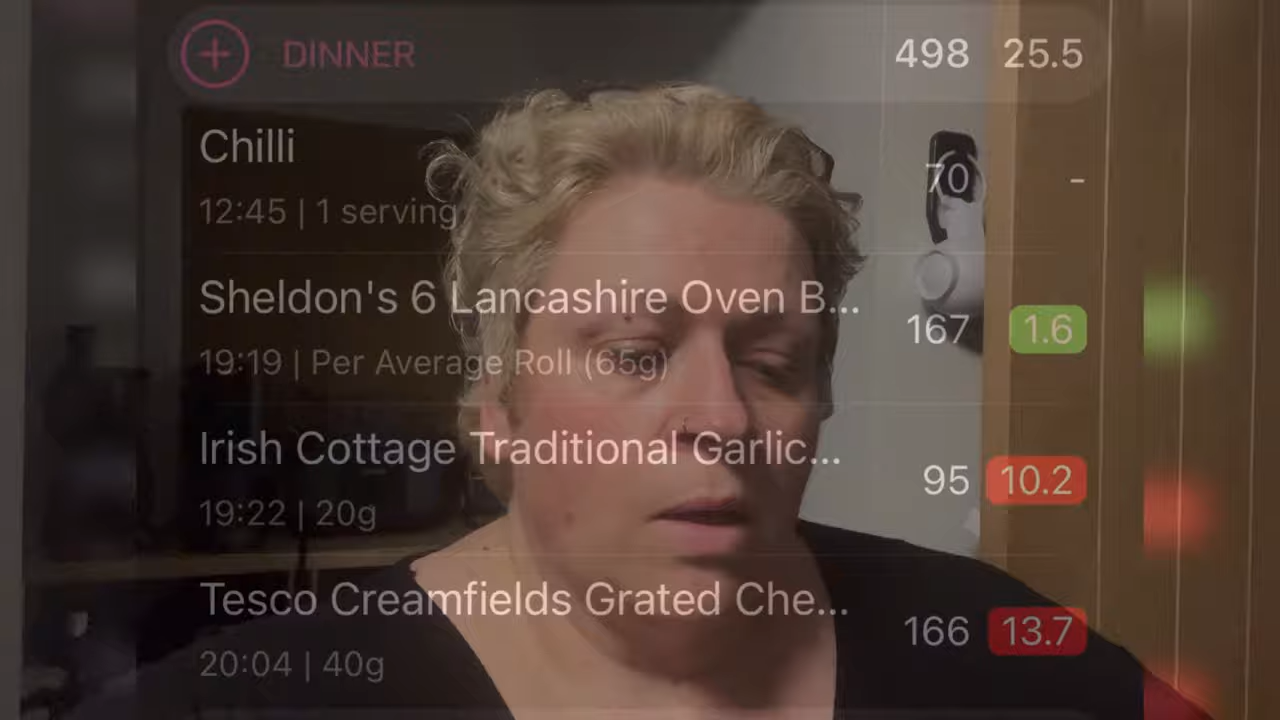 DINNER 498 25.5
Chilli
70 -
12:45 | 1 serving
Sheldon's 6 Lancashire Oven B...
167 1.6
19:19 | Per Average Roll (65g)
Irish Cottage Traditional Garlic...
95 10.2
19:22 | 20g
Tesco Creamfields Grated Che...
166 13.7
20:04 | 40g